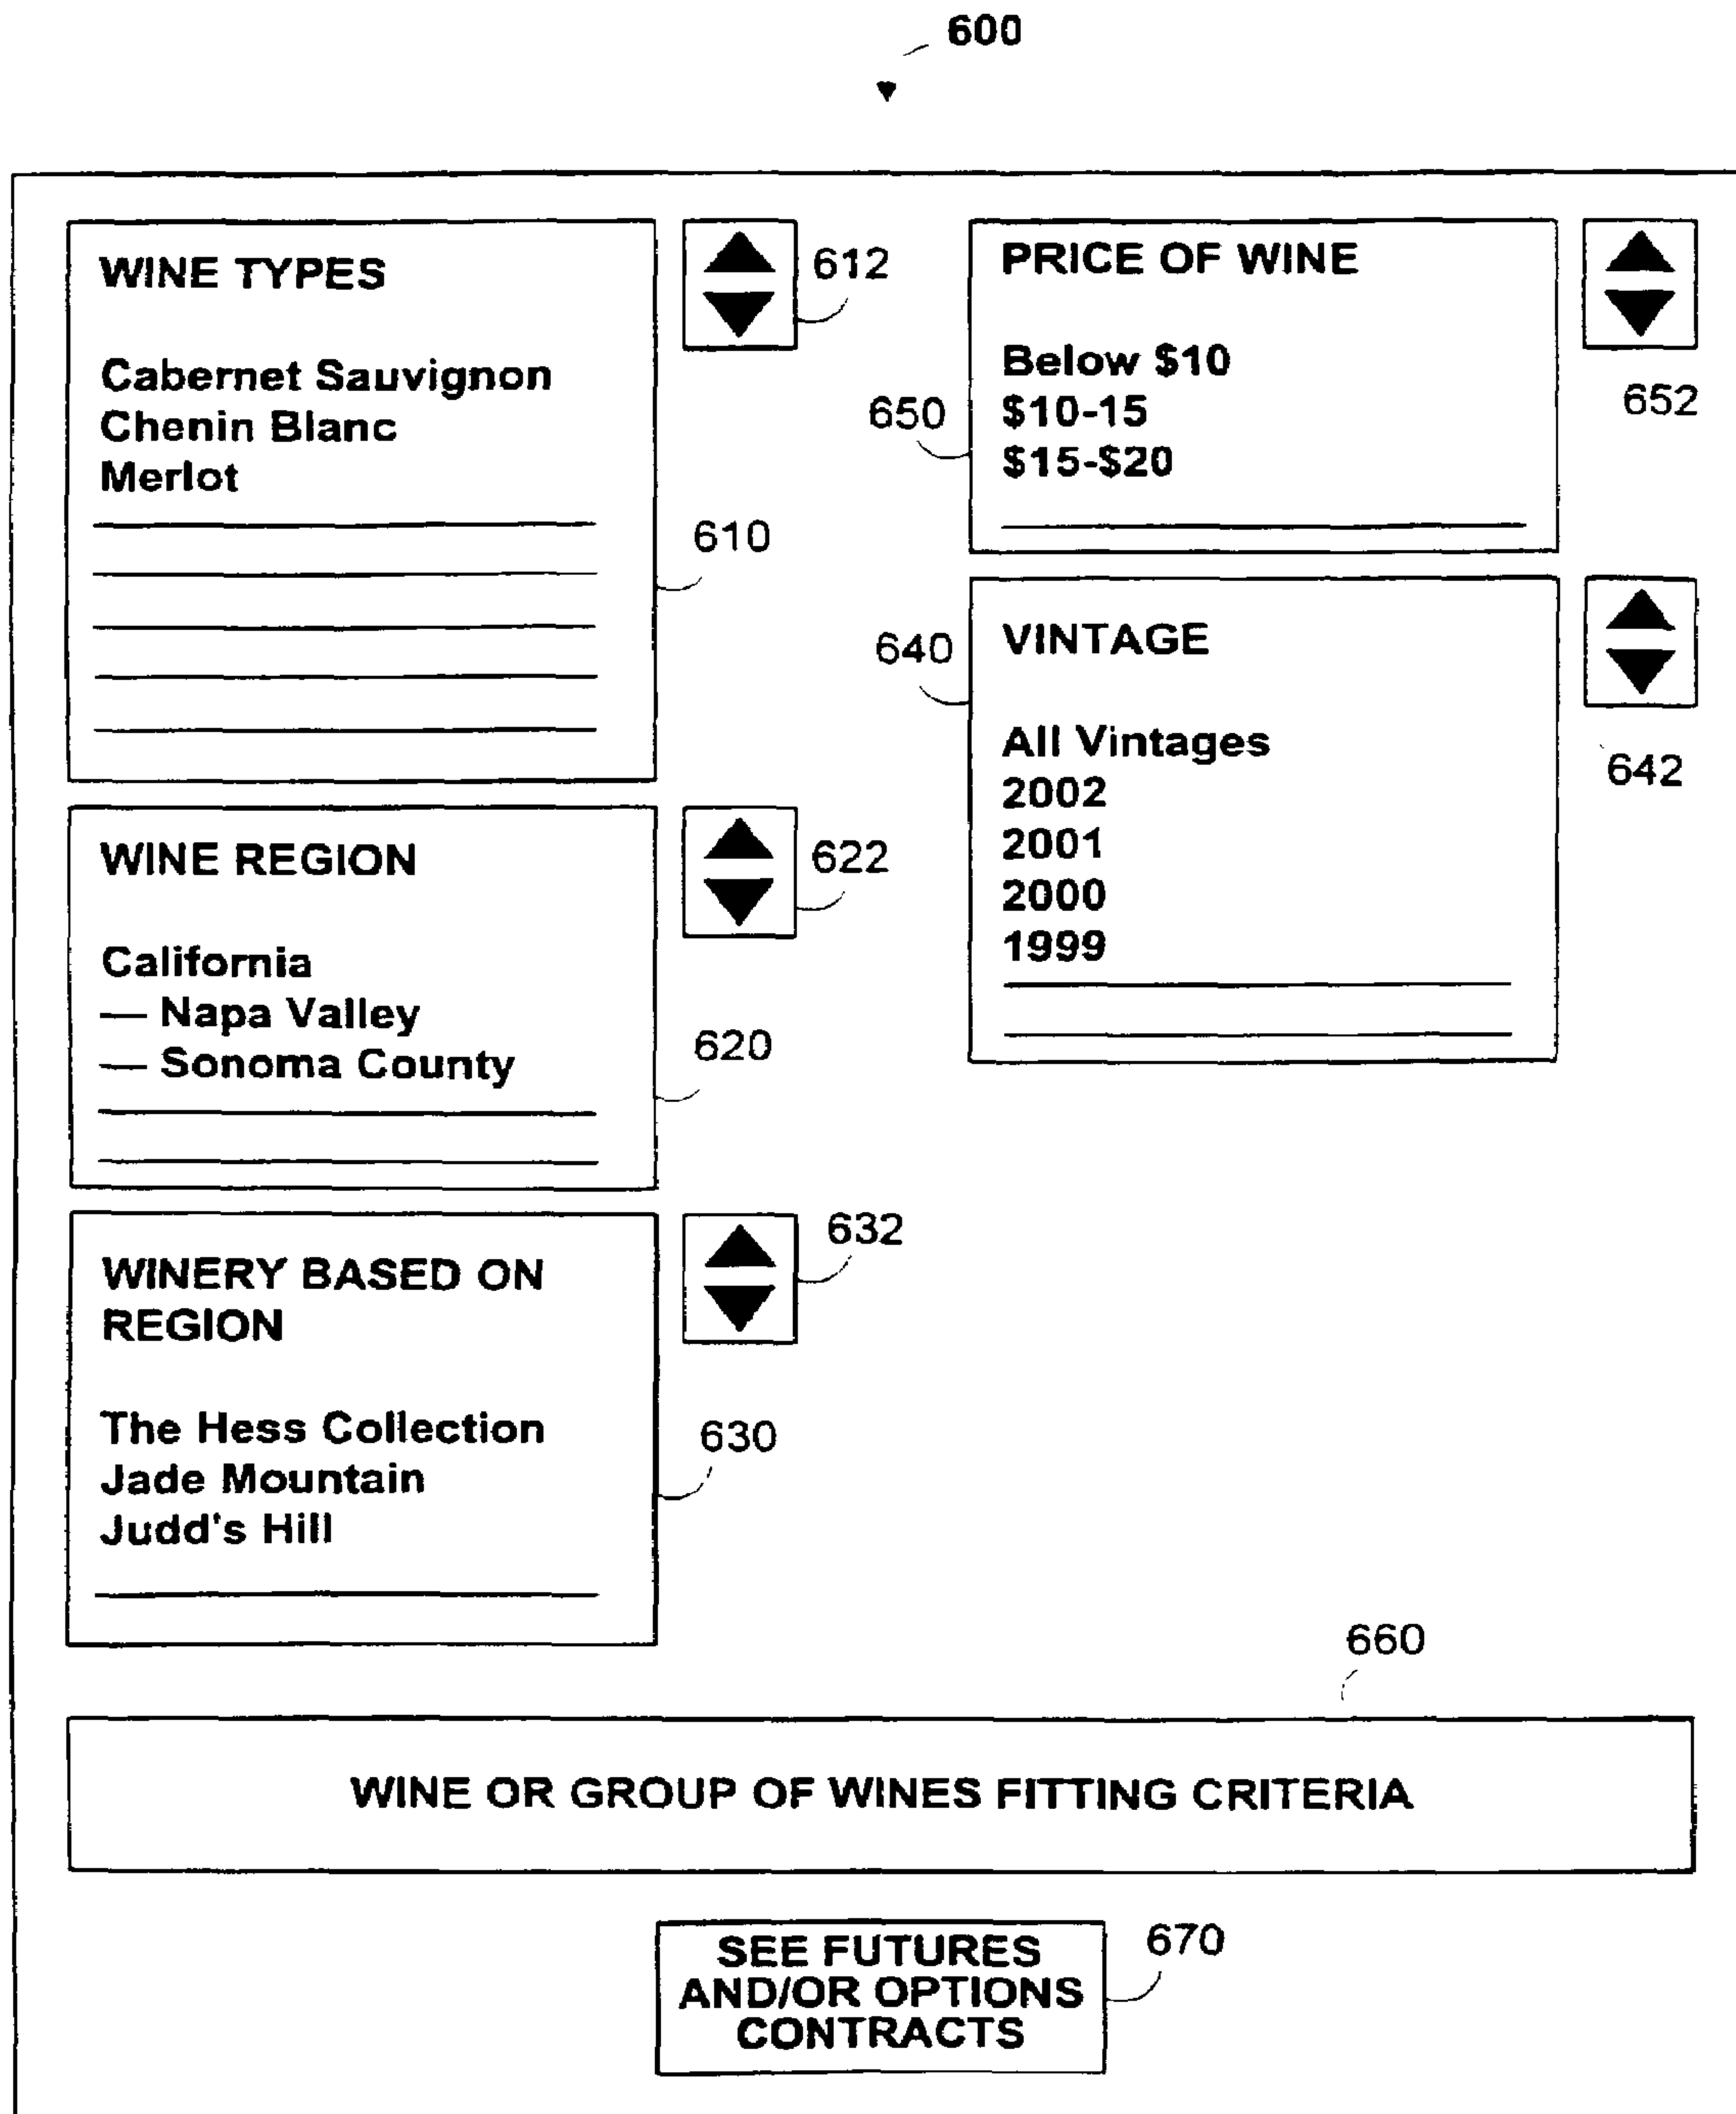 600
WINE TYPES
Cabernet Sauvignon
Chenin Blanc
Merlot
612
610
WINE REGION
California
— Napa Valley
— Sonoma County
622
620
WINERY BASED ON
REGION
The Hess Collection
Jade Mountain
Judd's Hill
632
630
PRICE OF WINE
Below $10
$10-15
$15-$20
650
652
VINTAGE
All Vintages
2002
2001
2000
1999
640
642
660
WINE OR GROUP OF WINES FITTING CRITERIA
SEE FUTURES
AND/OR OPTIONS
CONTRACTS
670